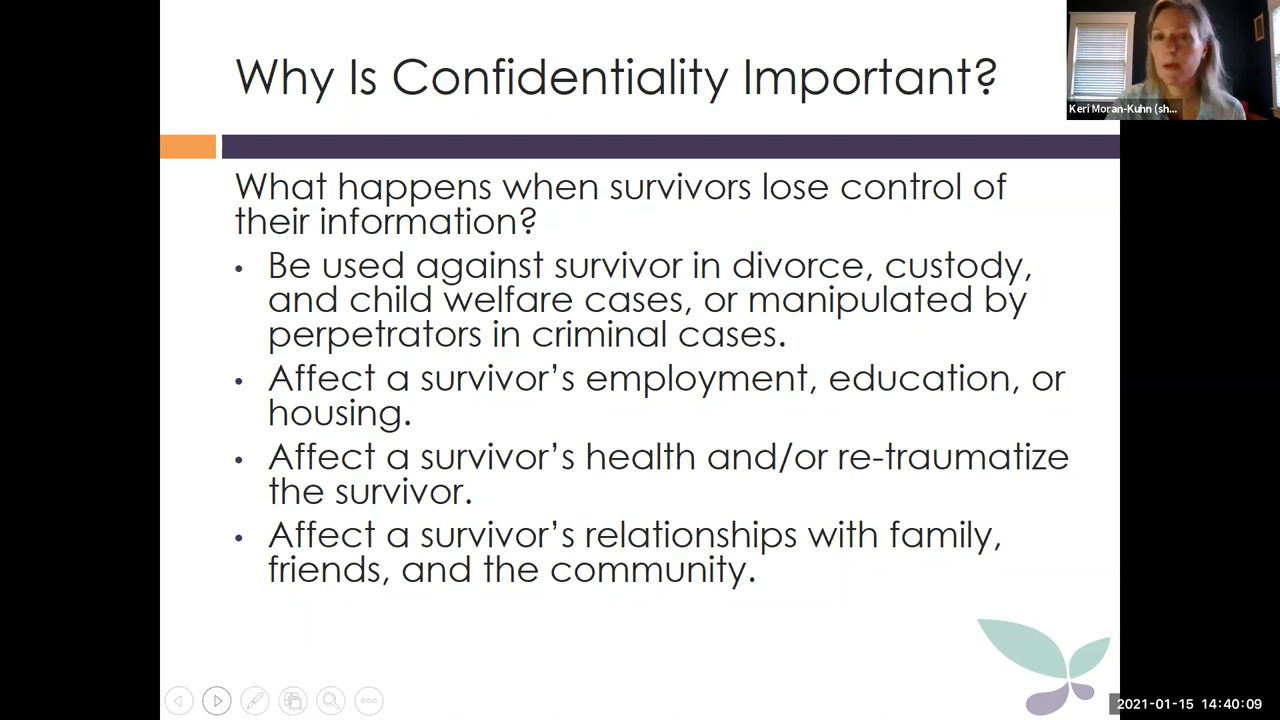 Why Is Confidentiality Important?
Keri Moran-Kuhn (sh...
What happens when survivors lose control of
their information?
• Be used against survivor in divorce, custody,
and child welfare cases, or manipulated by
perpetrators in criminal cases.
• Affect a survivor’s employment, education, or
housing.
• Affect a survivor’s health and/or re-traumatize
the survivor.
• Affect a survivor’s relationships with family,
friends, and the community.
2021-01-15 14:40:09